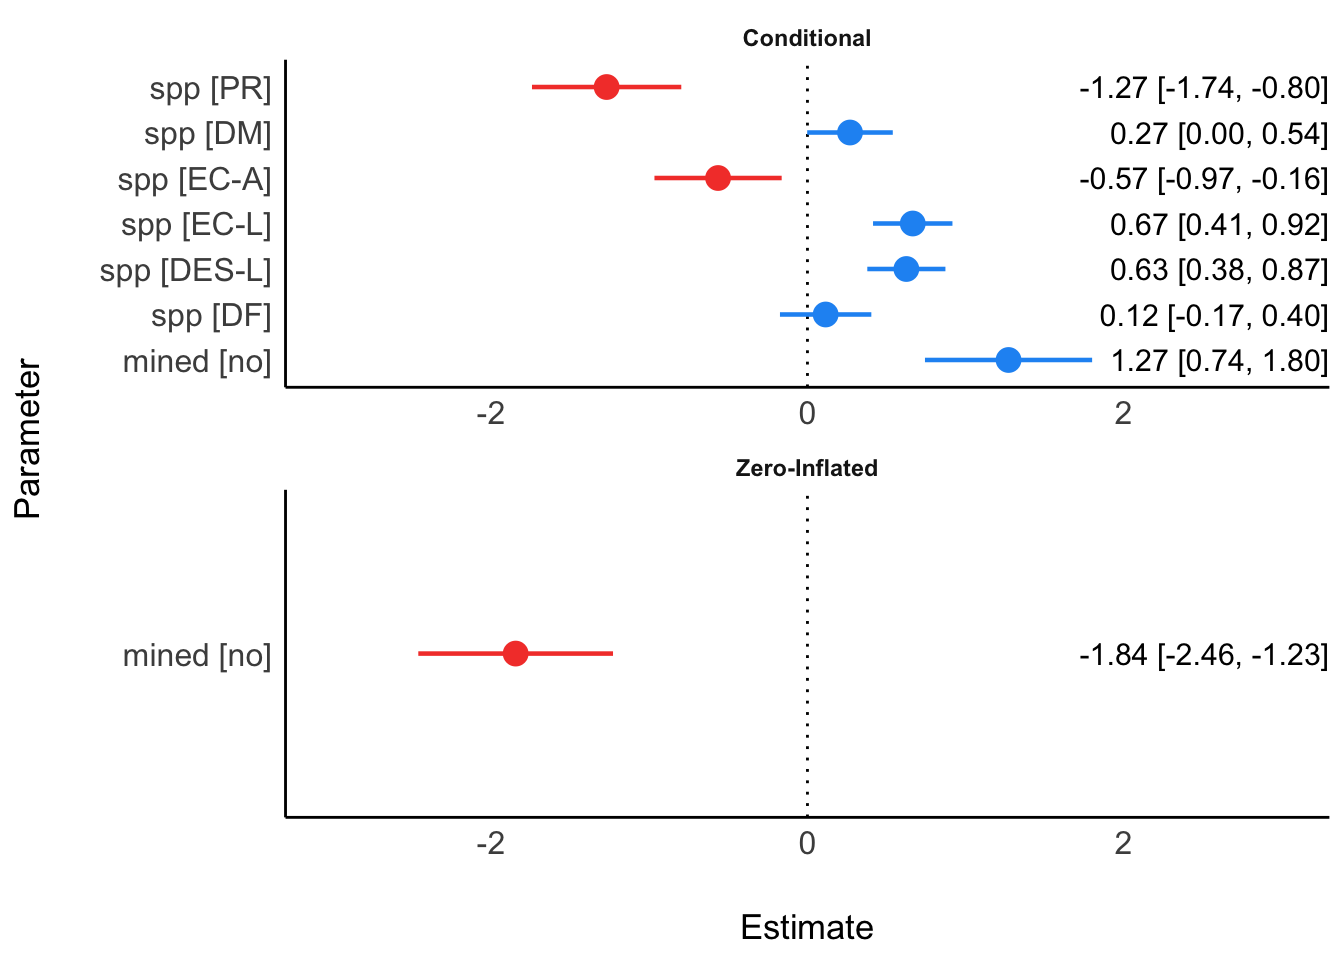 Conditional
spp [PR] -1.27 [-1.74, -0.80]
spp [DM] 0.27 [0.00, 0.54]
spp [EC-A] -0.57 [-0.97, -0.16]
spp [EC-L] 0.67 [0.41, 0.92]
spp [DES-L] 0.63 [0.38, 0.87]
spp [DF] 0.12 [-0.17, 0.40]
mined [no] 1.27 [0.74, 1.80]
-2 0 2
Parameter
Zero-Inflated
mined [no] -1.84 [-2.46, -1.23]
-2 0 2
Estimate